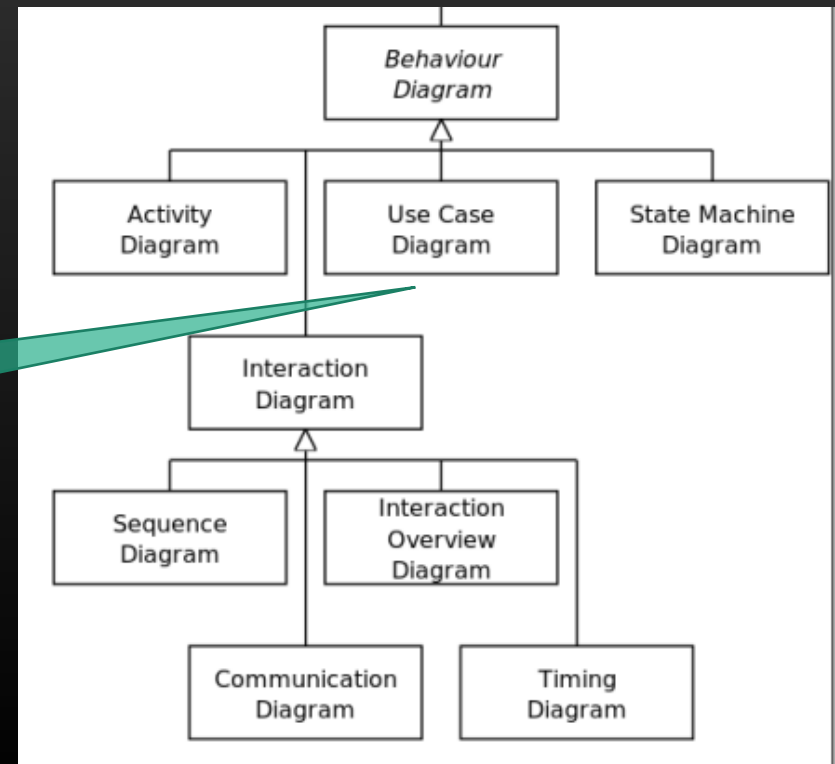 Behaviour
Diagram
Activity
Diagram
Use Case
Diagram
State Machine
Diagram
Interaction
Diagram
Sequence
Diagram
Interaction
Overview
Diagram
Communication
Diagram
Timing
Diagram